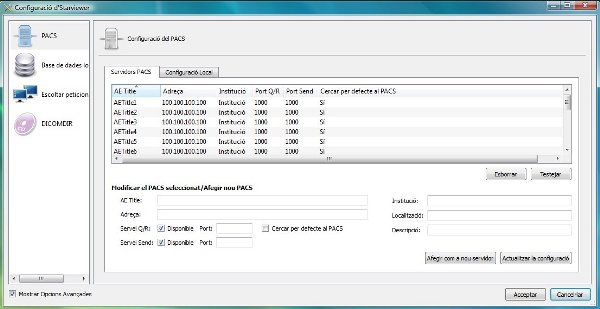 Configuració d'Starviewer
PACS
Base de dades lo
Escoltar peticion
DICOMDIR
Configuració del PACS
Servidors PACS Configuració Local
AE Title Adreça Institució Port Q/R Port Send Cercar per defecte al PACS
AETitle1 100.100.100.100 Institució 1000 1000 Sí
AETitle2 100.100.100.100 Institució 1000 1000 Sí
AETitle3 100.100.100.100 Institució 1000 1000 Sí
AETitle4 100.100.100.100 Institució 1000 1000 Sí
AETitle5 100.100.100.100 Institució 1000 1000 Sí
AETitle6 100.100.100.100 Institució 1000 1000 Sí
Esborrar Testejar
Modificar el PACS seleccionat/Afegir nou PACS
AE Title: Institució:
Adreça: Localització:
Servei Q/R: Disponible Port: Cercar per defecte al PACS Descripció:
Servei Send: Disponible Port:
Afegir com a nou servidor Actualitzar la configuració
Mostrar Opcions Avançades Acceptar Cancel·lar